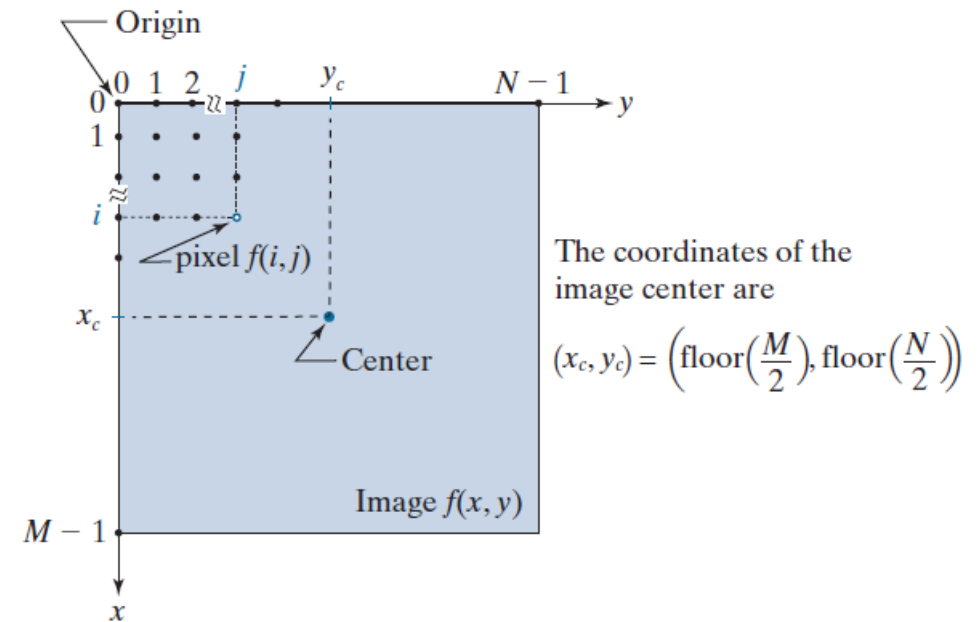 Origin
0 1 2 j y_c N − 1
0
y
1
i
pixel f(i, j)
The coordinates of the
image center are
x_c
Center
(x_c, y_c) = (floor(M/2), floor(N/2))
Image f(x, y)
M − 1
x